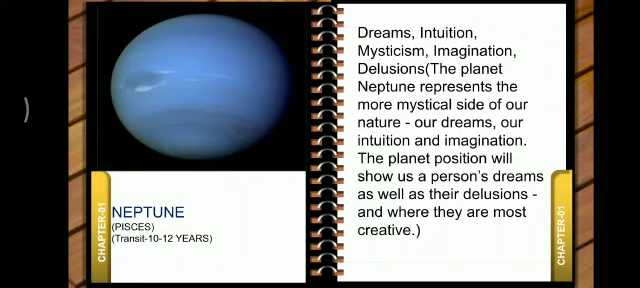 NEPTUNE
(PISCES)
(Transit-10-12 YEARS)
CHAPTER-01
Dreams, Intuition,
Mysticism, Imagination,
Delusions(The planet
Neptune represents the
more mystical side of our
nature - our dreams, our
intuition and imagination.
The planet position will
show us a person's dreams
as well as their delusions -
and where they are most
creative.)
CHAPTER-01